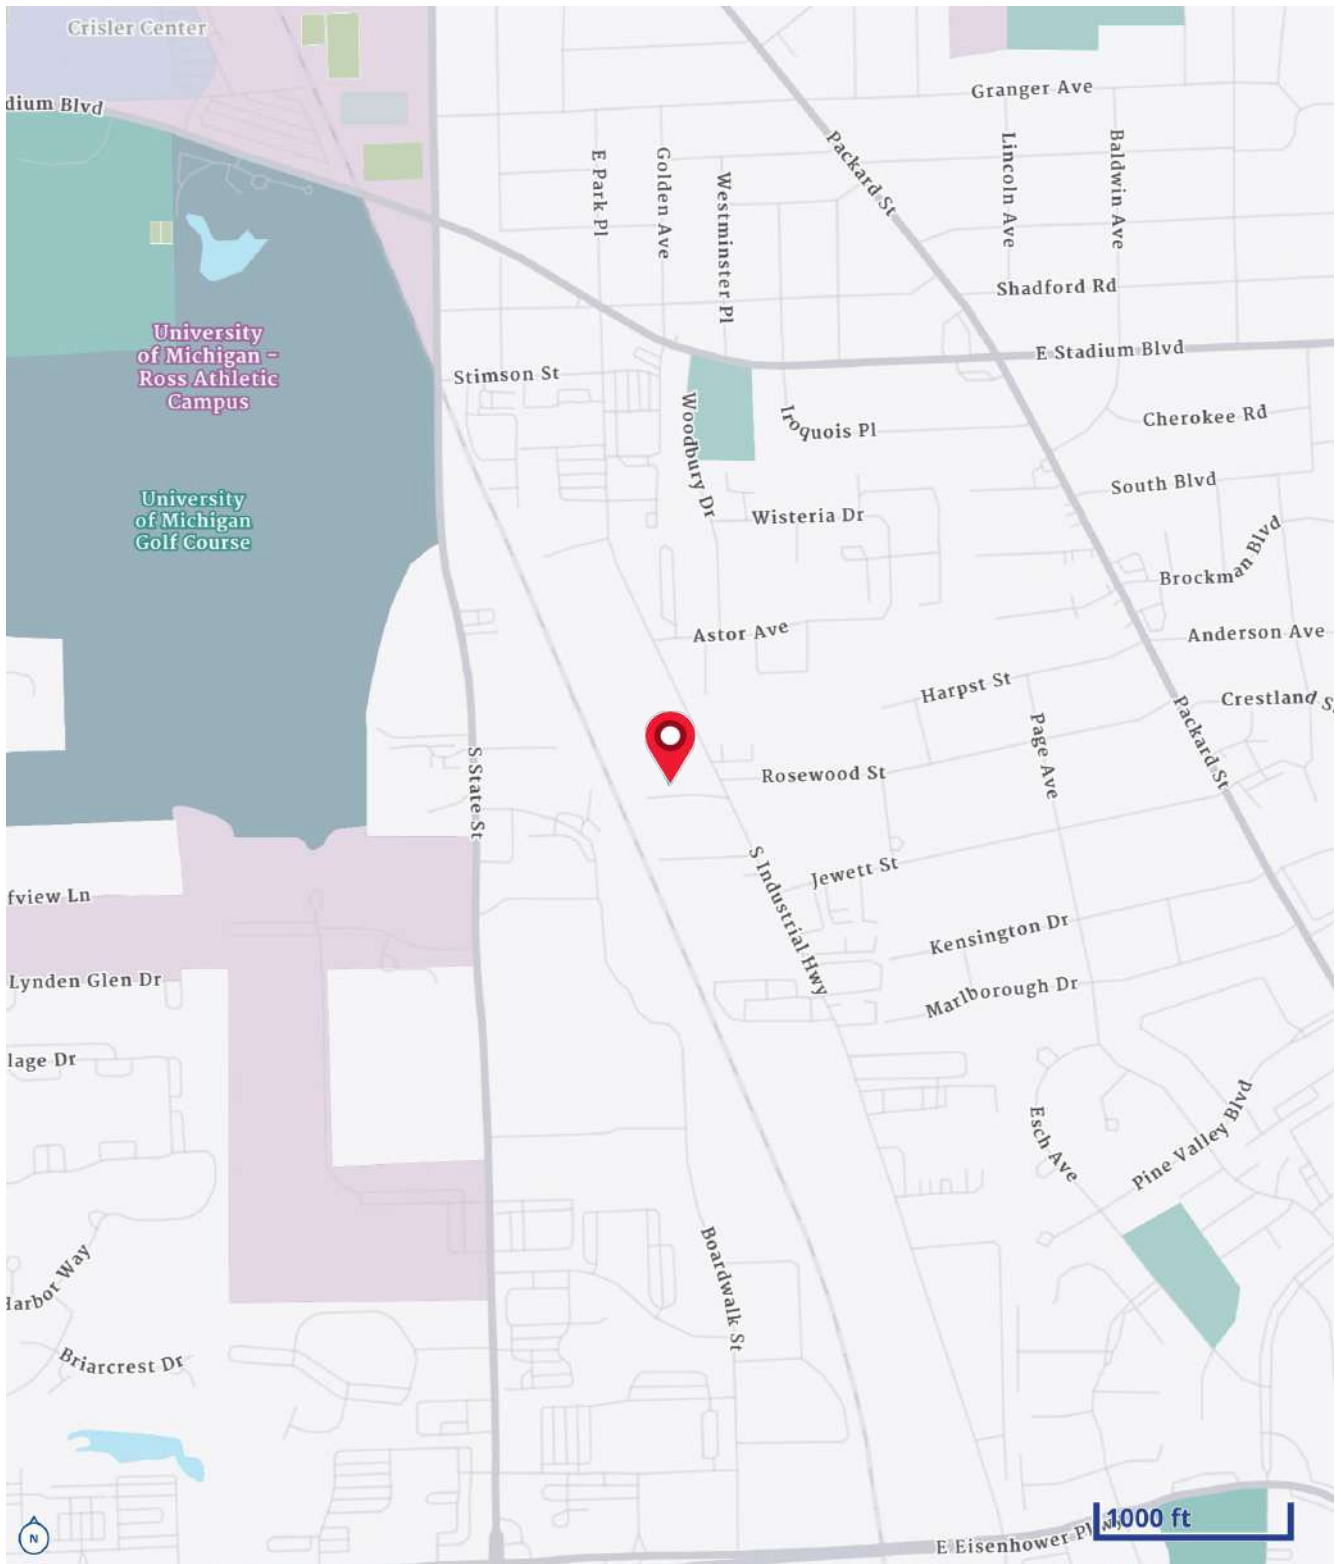 Crisler Center
dium Blvd
Granger Ave
Packard St
Lincoln Ave
Baldwin Ave
E Park Pl
Golden Ave
Westminster Pl
Shadford Rd
University
of Michigan –
Ross Athletic
Campus
E Stadium Blvd
Stimson St
Woodbury Dr
Iroquois Pl
Cherokee Rd
University
of Michigan
Golf Course
South Blvd
Wisteria Dr
Brockman Blvd
Astor Ave
Anderson Ave
Harpst St
Crestland S
Packard St
Page Ave
S State St
Rosewood St
S Industrial Hwy
Jewett St
fview Ln
Kensington Dr
Lynden Glen Dr
Marlborough Dr
lage Dr
Esch Ave
Pine Valley Blvd
Harbor Way
Boardwalk St
Briarcrest Dr
1000 ft
E Eisenhower Pkwy
N